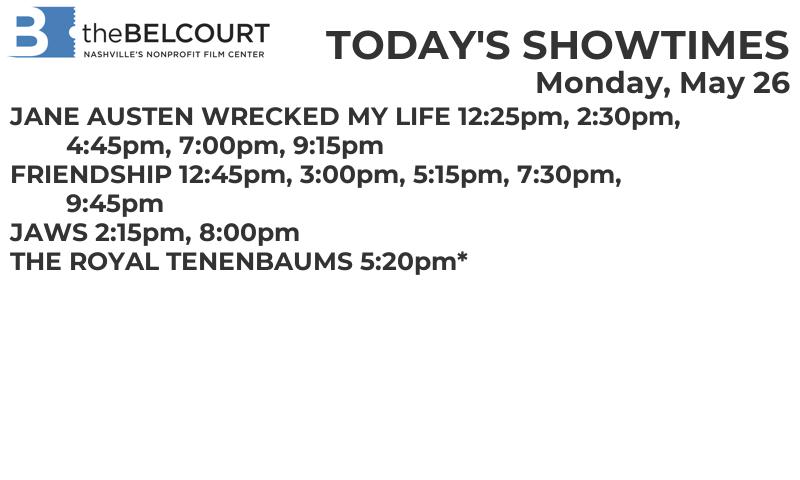 B theBELCOURT
NASHVILLE'S NONPROFIT FILM CENTER
TODAY'S SHOWTIMES
Monday, May 26
JANE AUSTEN WRECKED MY LIFE 12:25pm, 2:30pm,
4:45pm, 7:00pm, 9:15pm
FRIENDSHIP 12:45pm, 3:00pm, 5:15pm, 7:30pm,
9:45pm
JAWS 2:15pm, 8:00pm
THE ROYAL TENENBAUMS 5:20pm*